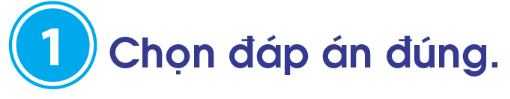 1 Chọn đáp án đúng.